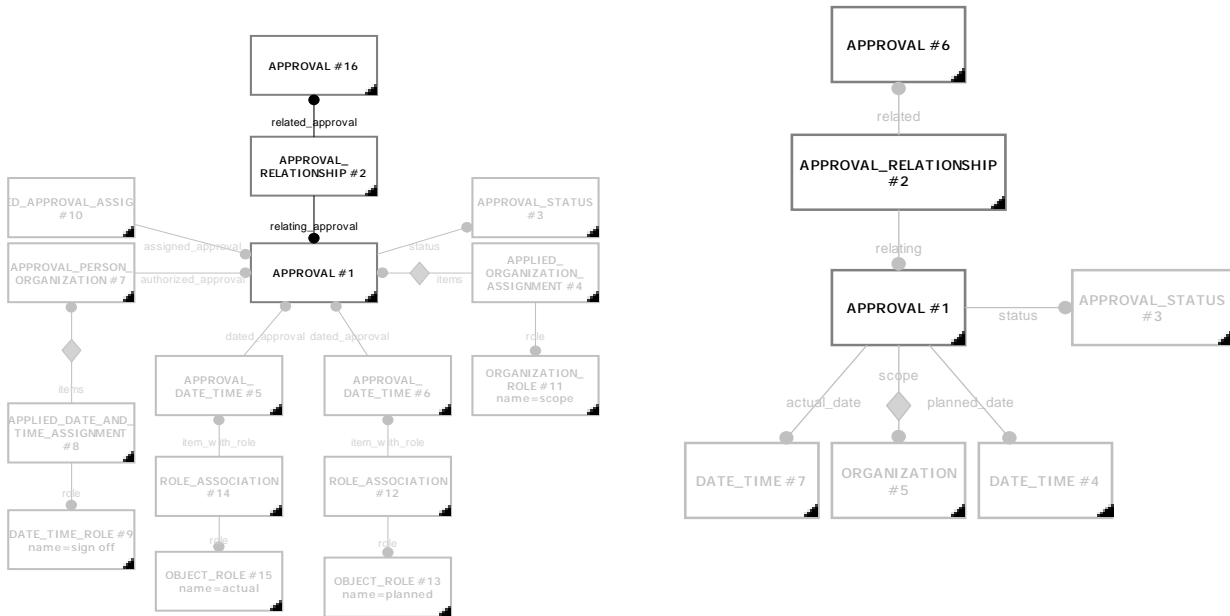 APPROVAL #16
related_approval
APPROVAL_
RELATIONSHIP #2
relating_approval
ED_APPROVAL_ASSIG
#10
assigned_approval
APPROVAL_STATUS
#3
status
APPROVAL_PERSON_
ORGANIZATION #7
authorized_approval
APPROVAL #1
items
APPLIED_
ORGANIZATION_
ASSIGNMENT #4
dated_approval
dated_approval
role
items
APPROVAL_
DATE_TIME #5
APPROVAL_
DATE_TIME #6
ORGANIZATION_
ROLE #11
name=scope
APPLIED_DATE_AND_
TIME_ASSIGNMENT
#8
item_with_role
item_with_role
role
ROLE_ASSOCIATION
#14
ROLE_ASSOCIATION
#12
DATE_TIME_ROLE #9
name=sign off
role
role
OBJECT_ROLE #15
name=actual
OBJECT_ROLE #13
name=planned
APPROVAL #6
related
APPROVAL_RELATIONSHIP
#2
relating
APPROVAL #1
status
APPROVAL_STATUS
#3
scope
actual_date
planned_date
DATE_TIME #7
ORGANIZATION
#5
DATE_TIME #4